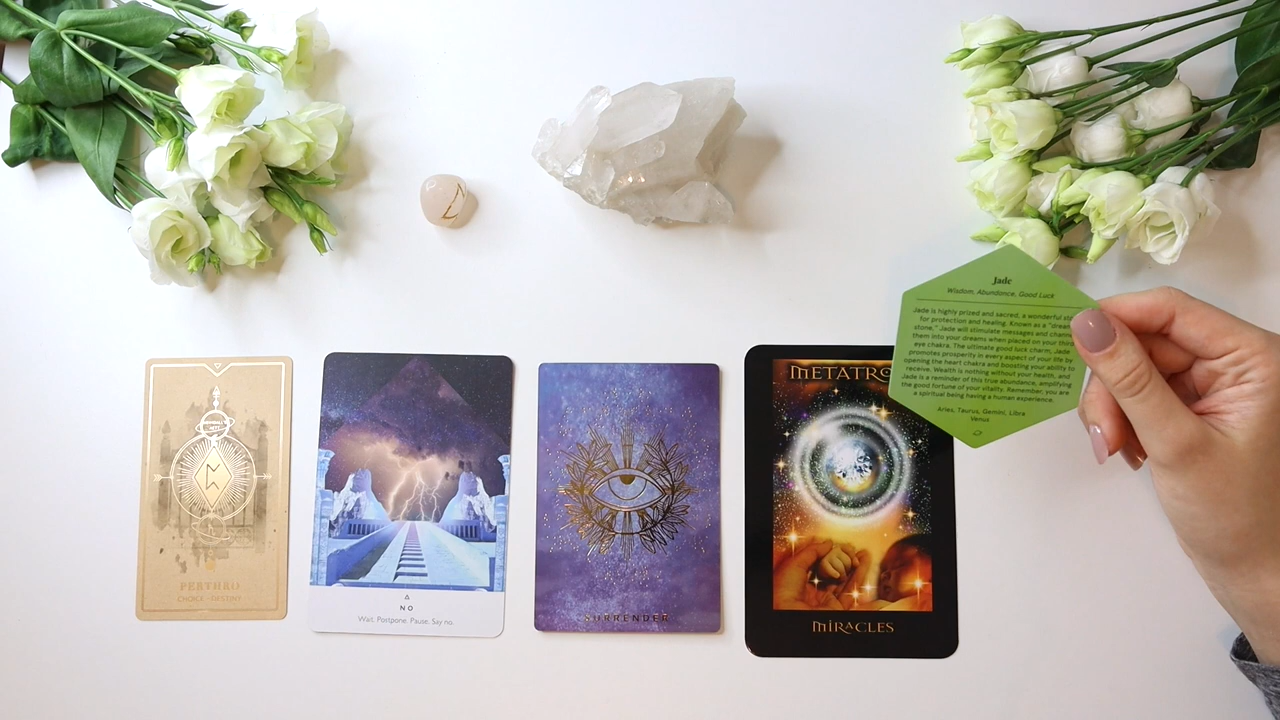 PERTHRO
CHOICE - DESTINY
NO
Wait. Postpone. Pause. Say no.
SURRENDER
METATRO
MIRACLES
Jade
Wisdom, Abundance, Good Luck
Jade is highly prized and sacred, a wonderful
for protection and healing. Known as a "dream
stone," Jade will stimulate messages and
them into your dreams when placed on your
eye chakra. The ultimate good luck charm, Jade
promotes prosperity in every aspect of your life by
opening the heart chakra and boosting your ability to
receive. Wealth is nothing without your health, and
Jade is a reminder of this true abundance, amplifying
the good fortune of your vitality. Remember, you are
a spiritual being having a human experience.
Aries, Taurus, Gemini, Libra
Venus